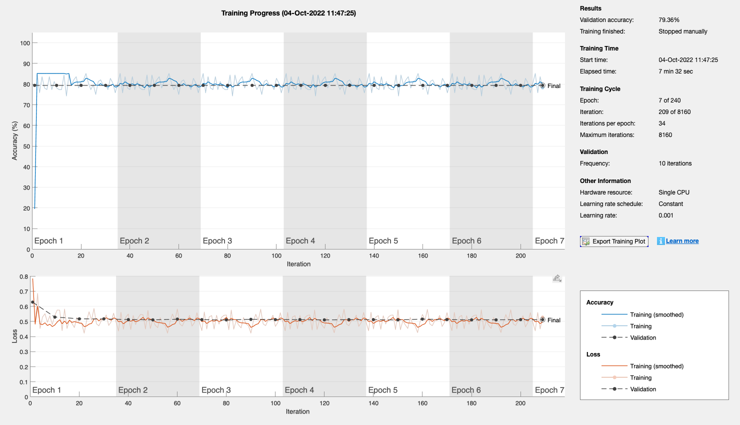 Training Progress (04-Oct-2022 11:47:25)
100
90
80
70
60
50
40
30
20
10
0
Accuracy (%)
Final
Epoch 1 Epoch 2 Epoch 3 Epoch 4 Epoch 5 Epoch 6 Epoch 7
0 20 40 60 80 100 120 140 160 180 200
Iteration
0.8
0.7
0.6
0.5
0.4
0.3
0.2
0.1
0
Loss
Final
Epoch 1 Epoch 2 Epoch 3 Epoch 4 Epoch 5 Epoch 6 Epoch 7
0 20 40 60 80 100 120 140 160 180 200
Iteration
Results
Validation accuracy: 79.36%
Training finished: Stopped manually
Training Time
Start time: 04-Oct-2022 11:47:25
Elapsed time: 7 min 32 sec
Training Cycle
Epoch: 7 of 240
Iteration: 209 of 8160
Iterations per epoch: 34
Maximum iterations: 8160
Validation
Frequency: 10 iterations
Other Information
Hardware resource: Single CPU
Learning rate schedule: Constant
Learning rate: 0.001
Export Training Plot Learn more
Accuracy
Training (smoothed)
Training
Validation
Loss
Training (smoothed)
Training
Validation